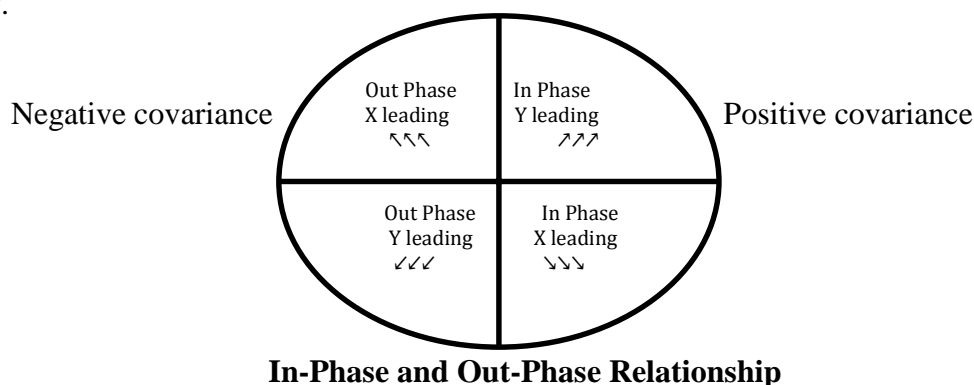 .
Out Phase
X leading
↖↖↖
In Phase
Y leading
↗↗↗
Negative covariance
Positive covariance
Out Phase
Y leading
↙↙↙
In Phase
X leading
↘↘↘
In-Phase and Out-Phase Relationship